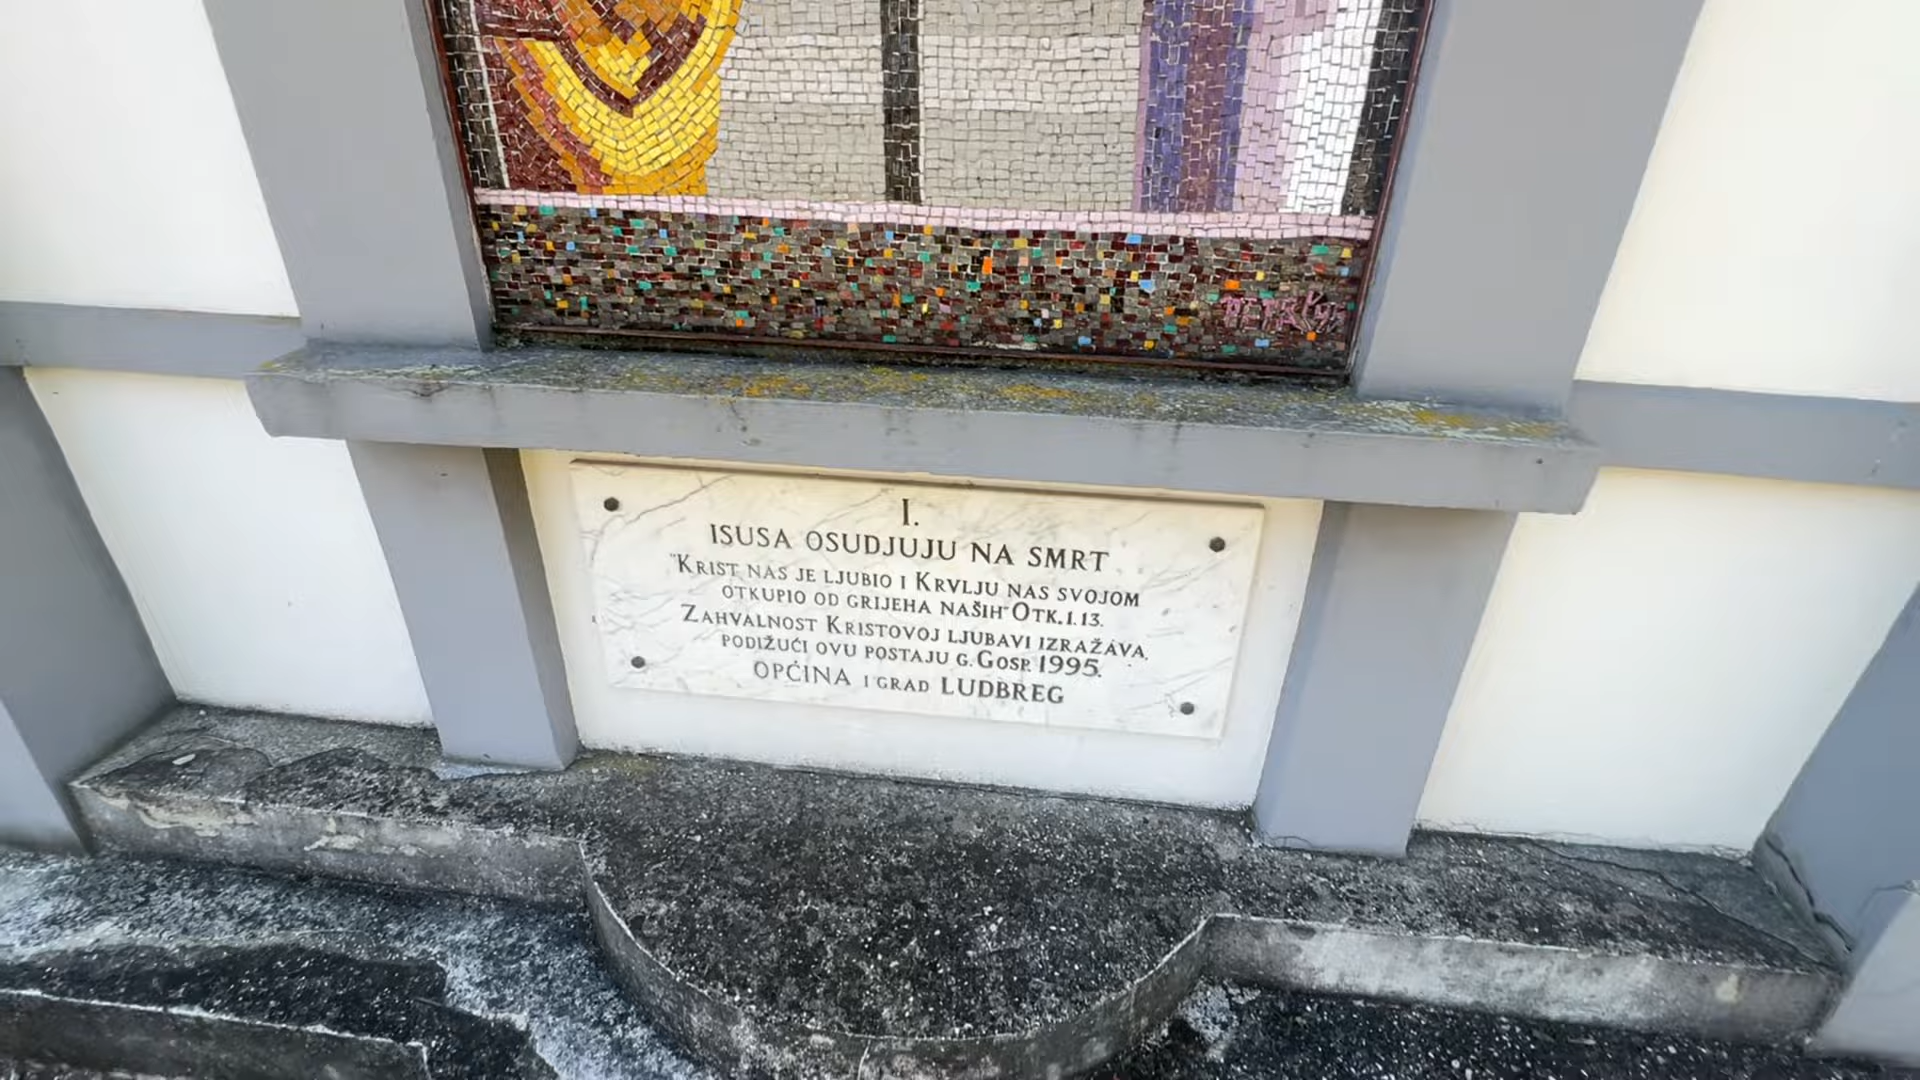 I.
ISUSA OSUDJUJU NA SMRT
"KRIST NAS JE LJUBIO I KRVLJU NAS SVOJOM
OTKUPIO OD GRIJEHA NAŠIH" OTK.1.13.
ZAHVALNOST KRISTOVOJ LJUBAVI IZRAŽAVA,
PODIŽUĆI OVU POSTAJU G. GOSP. 1995.
OPĆINA I GRAD LUDBREG